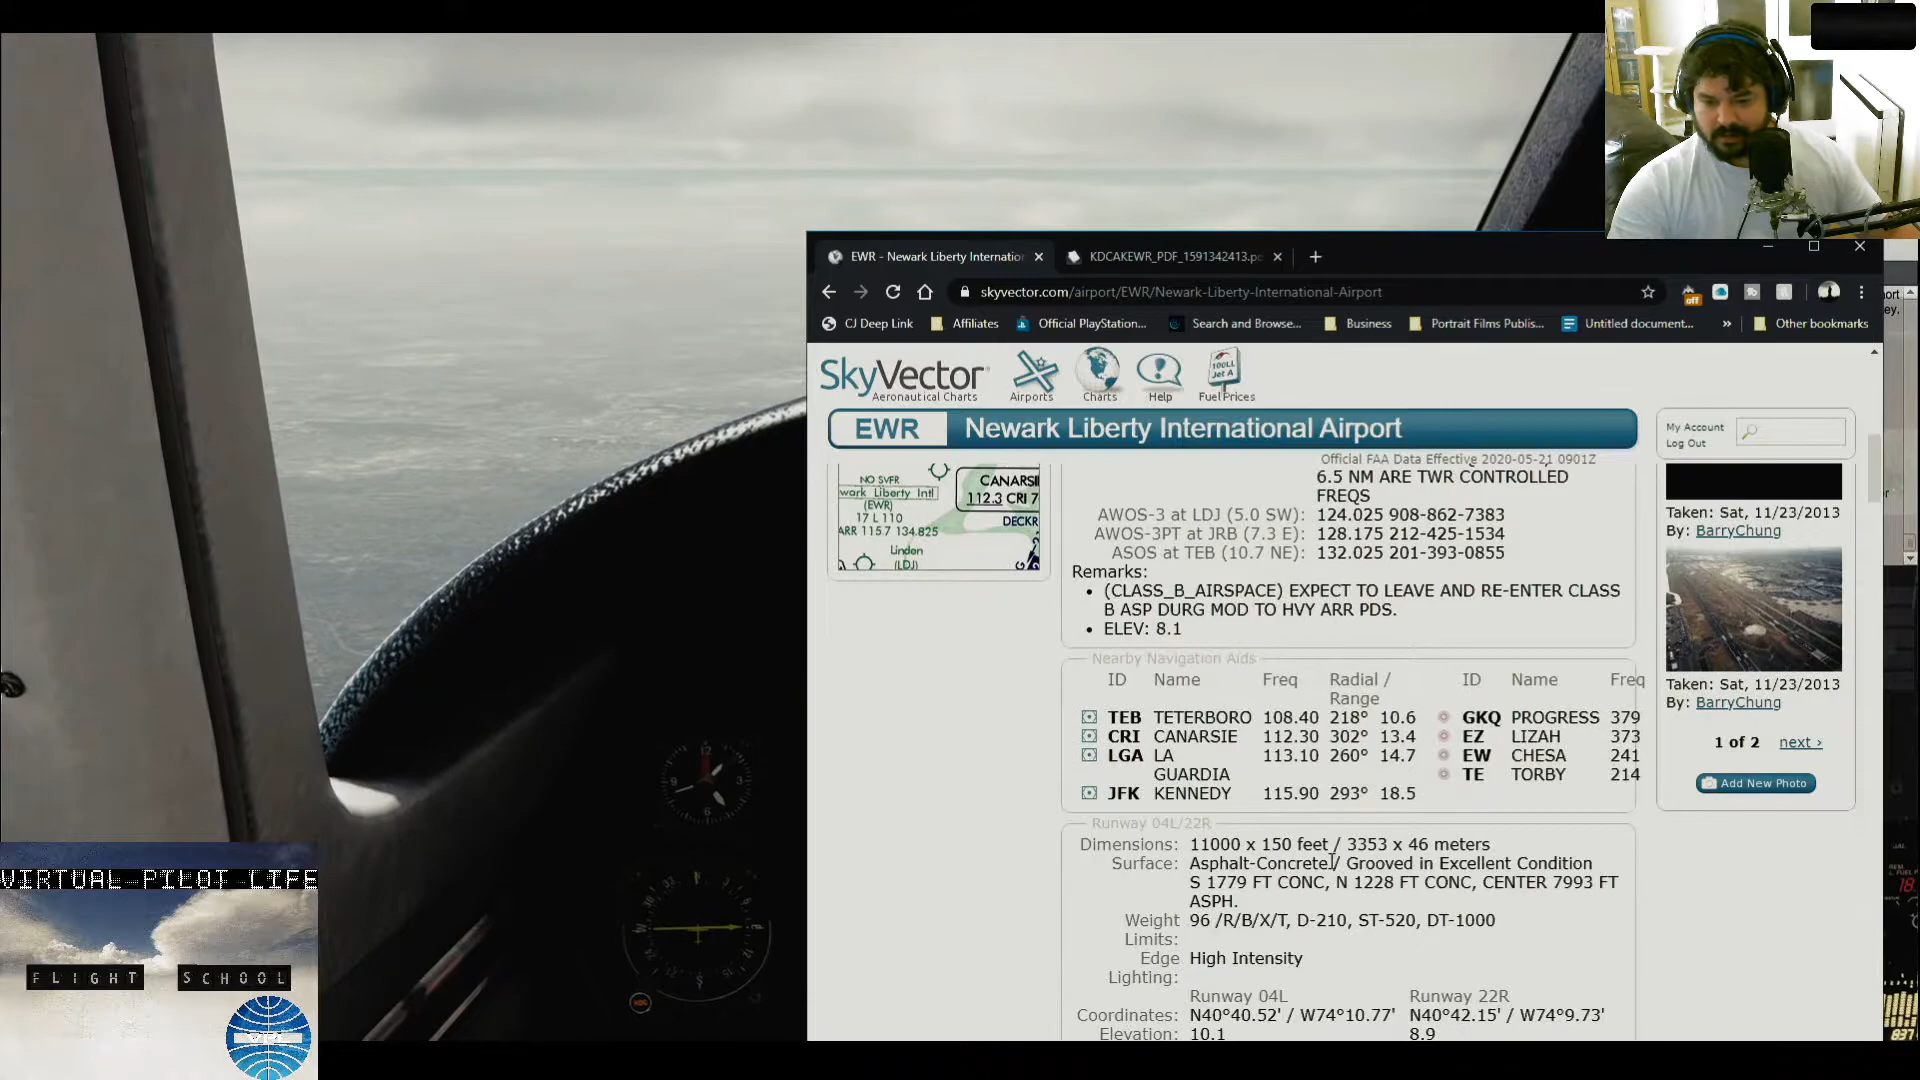 EWR - Newark Liberty Internatio
KDCAKEWR_PDF_1591342413.p
skyvector.com/airport/EWR/Newark-Liberty-International-Airport
off
CJ Deep Link
Affiliates
Official PlayStation...
Search and Browse...
Business
Portrait Films Publis...
Untitled document...
»
Other bookmarks
SkyVector
Aeronautical Charts
Airports
Charts
Help
100LL
Jet A
Fuel Prices
EWR
Newark Liberty International Airport
My Account
Log Out
Official FAA Data Effective 2020-05-21 0901Z
NO SVFR
wark Liberty Intl
(EWR)
17 L 110
ARR 115.7 134.825
Linden
(LDJ)
CANARSI
112.3 CRI 7
DECKR
6.5 NM ARE TWR CONTROLLED
FREQS
AWOS-3 at LDJ (5.0 SW): 124.025 908-862-7383
AWOS-3PT at JRB (7.3 E): 128.175 212-425-1534
ASOS at TEB (10.7 NE): 132.025 201-393-0855
Remarks:
• (CLASS_B_AIRSPACE) EXPECT TO LEAVE AND RE-ENTER CLASS
B ASP DURG MOD TO HVY ARR PDS.
• ELEV: 8.1
Nearby Navigation Aids
ID Name Freq Radial / Range ID Name Freq
TEB TETERBORO 108.40 218° 10.6 GKQ PROGRESS 379
CRI CANARSIE 112.30 302° 13.4 EZ LIZAH 373
LGA LA GUARDIA 113.10 260° 14.7 EW CHESA 241
TE TORBY 214
JFK KENNEDY 115.90 293° 18.5
Runway 04L/22R
Dimensions: 11000 x 150 feet / 3353 x 46 meters
Surface: Asphalt-Concrete / Grooved in Excellent Condition
S 1779 FT CONC, N 1228 FT CONC, CENTER 7993 FT
ASPH.
Weight Limits: 96 /R/B/X/T, D-210, ST-520, DT-1000
Edge Lighting: High Intensity
Runway 04L Runway 22R
Coordinates: N40°40.52' / W74°10.77' N40°42.15' / W74°9.73'
Elevation: 10.1 8.9
Taken: Sat, 11/23/2013
By: BarryChung
Taken: Sat, 11/23/2013
By: BarryChung
1 of 2 next ›
Add New Photo
VIRTUAL PILOT LIFE
FLIGHT SCHOOL
12
3
6
9
33